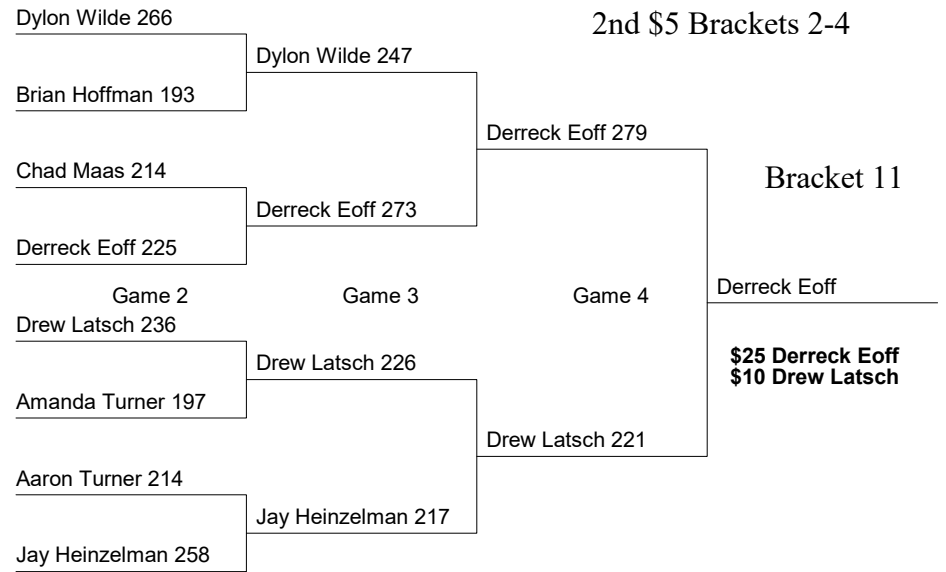 2nd $5 Brackets 2-4
Bracket 11
Dylon Wilde 266
Brian Hoffman 193
Chad Maas 214
Derreck Eoff 225
Game 2
Drew Latsch 236
Amanda Turner 197
Aaron Turner 214
Jay Heinzelman 258
Dylon Wilde 247
Derreck Eoff 273
Game 3
Drew Latsch 226
Jay Heinzelman 217
Derreck Eoff 279
Game 4
Drew Latsch 221
Derreck Eoff
$25 Derreck Eoff
$10 Drew Latsch